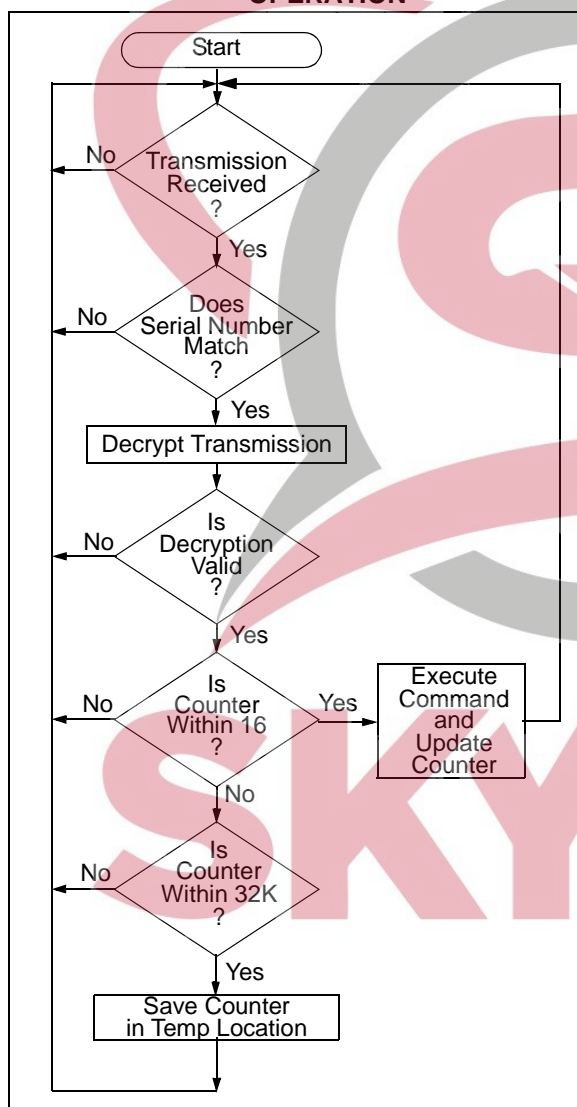 OPERATION
Start
No
Transmission
Received
?
Yes
No
Does
Serial Number
Match
?
Yes
Decrypt Transmission
No
Is
Decryption
Valid
?
Yes
No
Is
Counter
Within 16
?
Yes
Execute
Command
and
Update
Counter
No
No
Is
Counter
Within 32K
?
Yes
Save Counter
in Temp Location
SKY